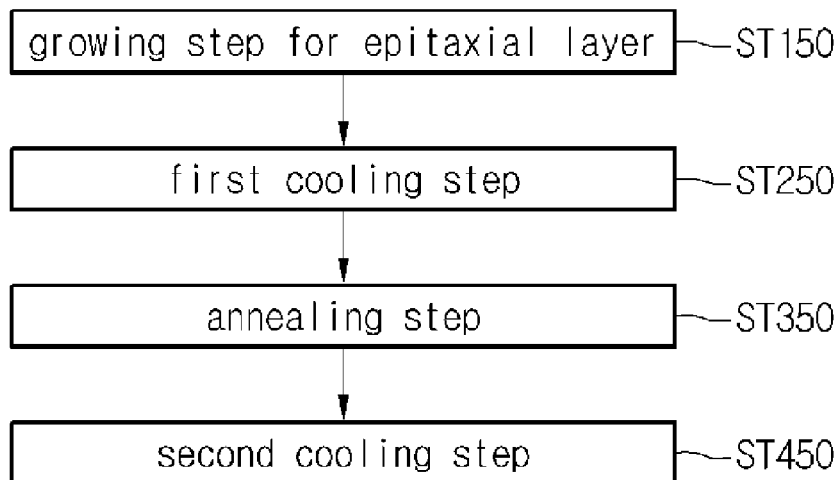 growing step for epitaxial layer ST150
first cooling step ST250
annealing step ST350
second cooling step ST450